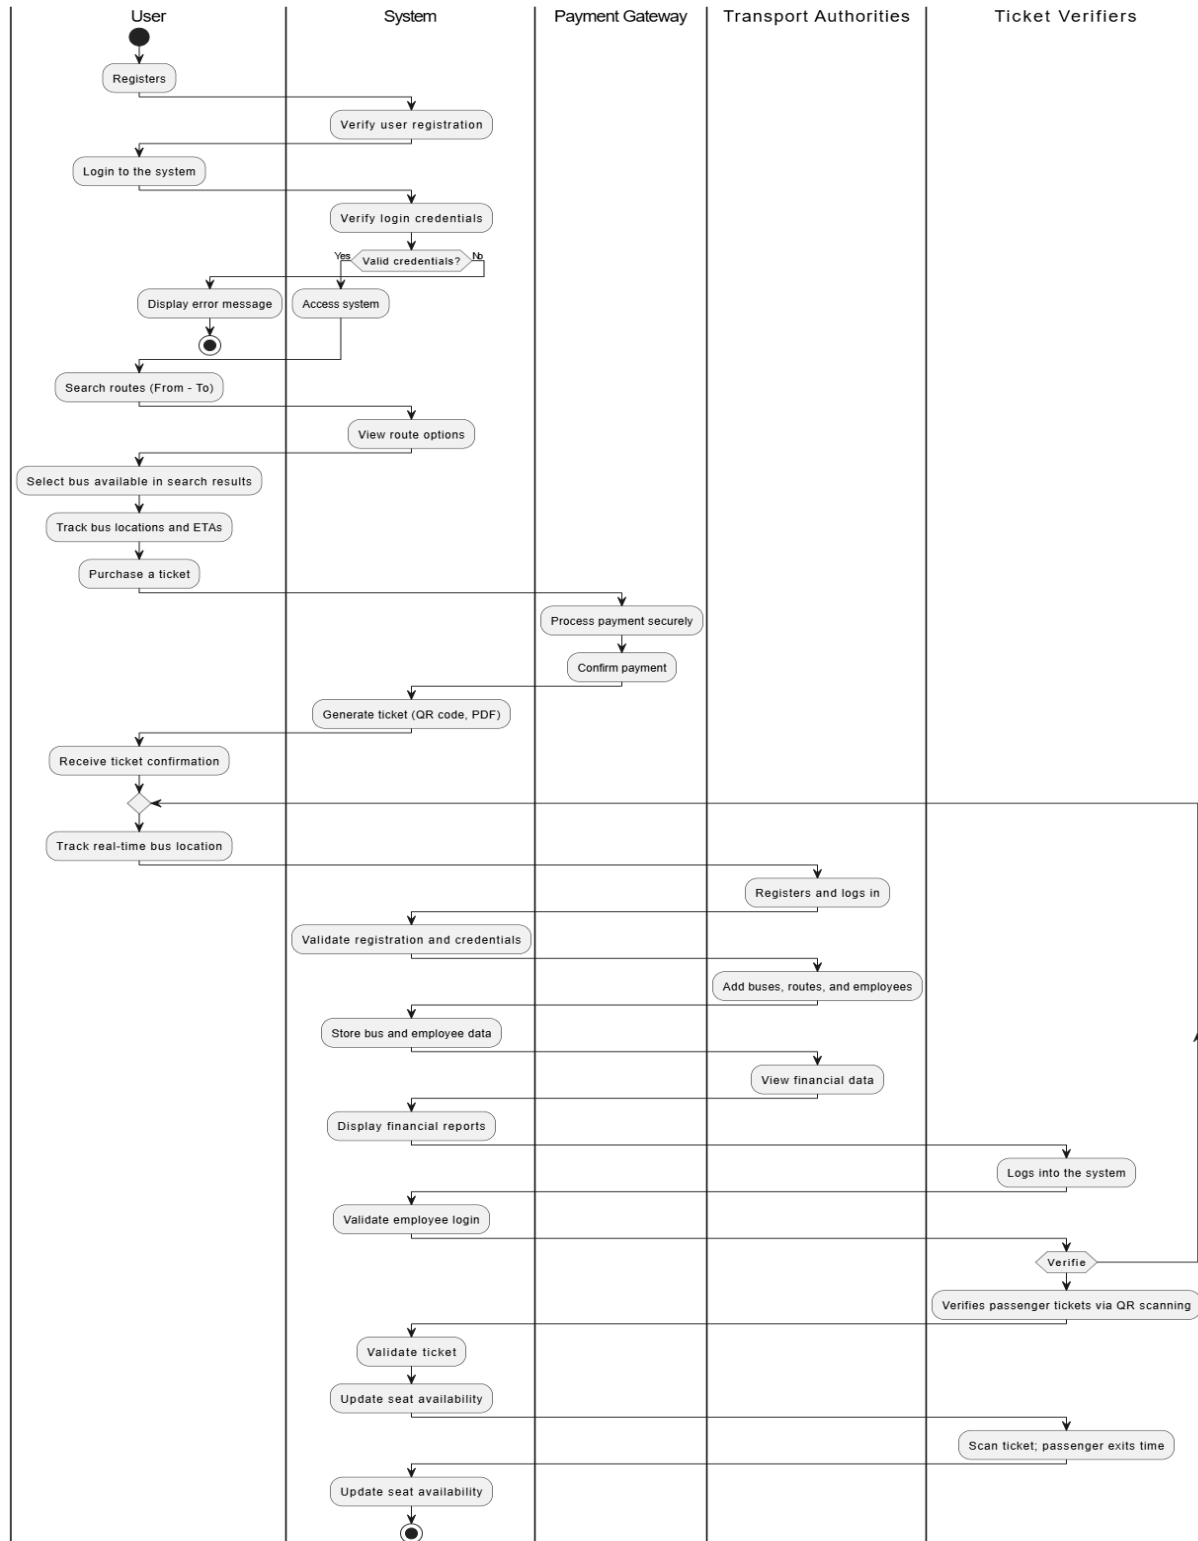 User
System
Payment Gateway
Transport Authorities
Ticket Verifiers
Registers
Verify user registration
Login to the system
Verify login credentials
Yes
Valid credentials?
No
Display error message
Access system
Search routes (From - To)
View route options
Select bus available in search results
Track bus locations and ETAs
Purchase a ticket
Process payment securely
Confirm payment
Generate ticket (QR code, PDF)
Receive ticket confirmation
Track real-time bus location
Registers and logs in
Validate registration and credentials
Add buses, routes, and employees
Store bus and employee data
View financial data
Display financial reports
Logs into the system
Validate employee login
Verifie
Verifies passenger tickets via QR scanning
Validate ticket
Update seat availability
Scan ticket; passenger exits time
Update seat availability